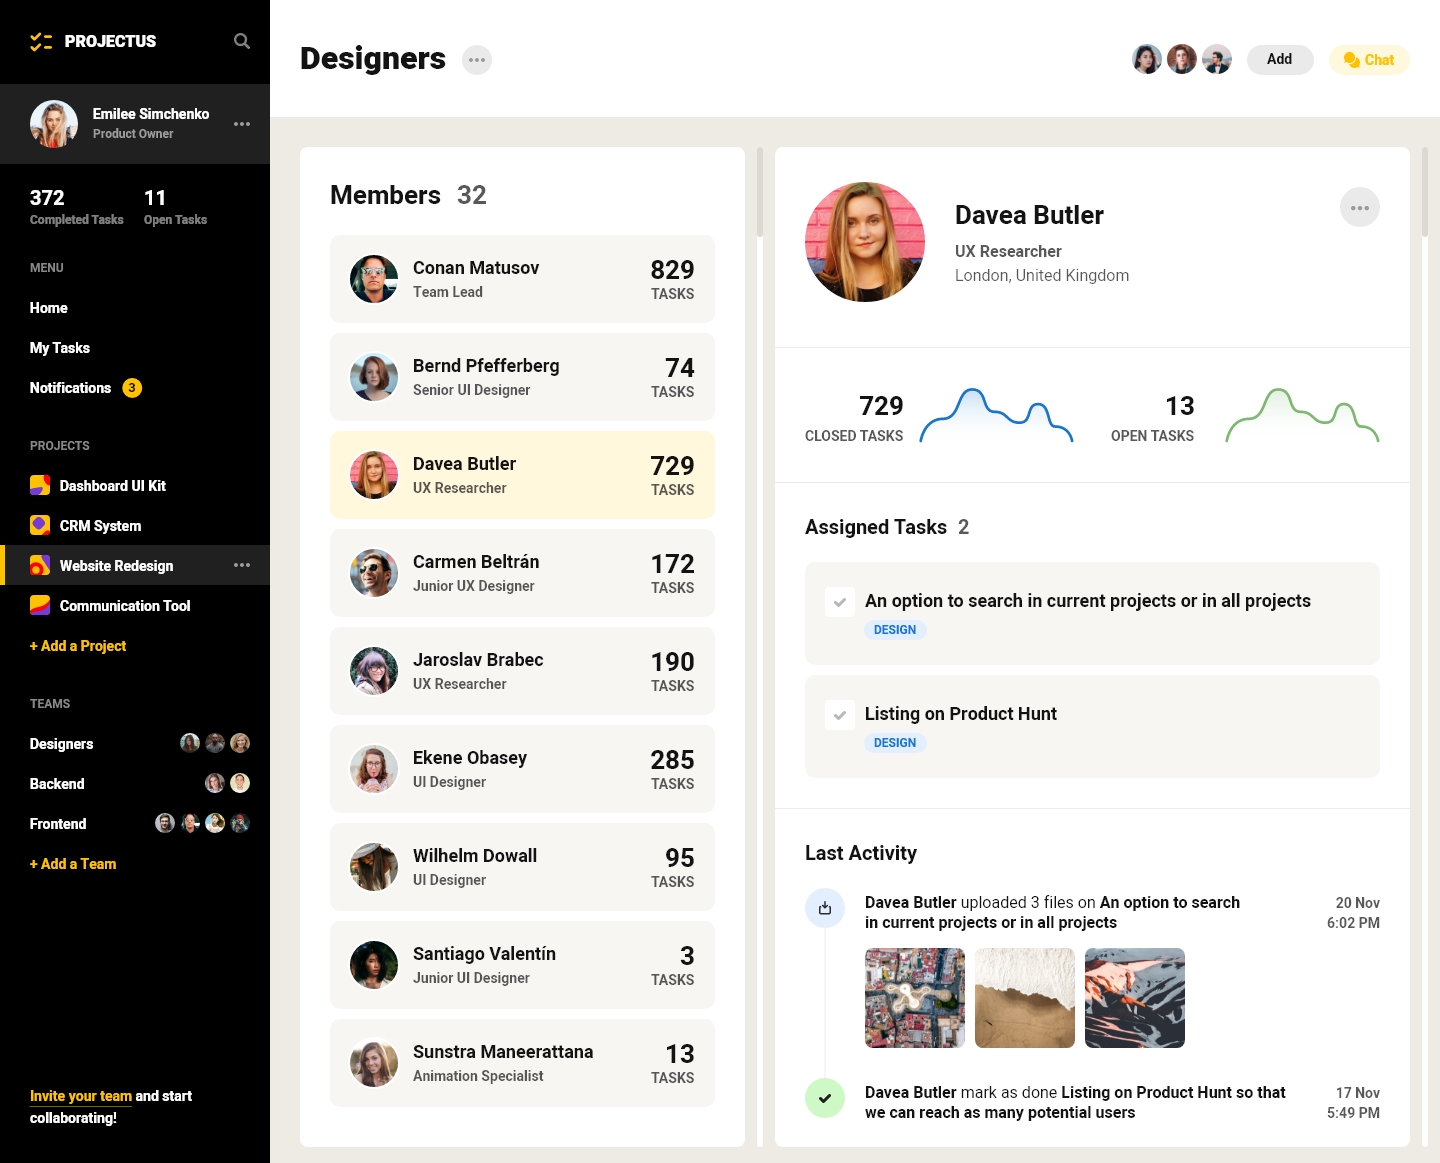 PROJECTUS
Emilee Simchenko
Product Owner
372
Completed Tasks
11
Open Tasks
MENU
Home
My Tasks
Notifications 3
PROJECTS
Dashboard UI Kit
CRM System
Website Redesign
Communication Tool
+ Add a Project
TEAMS
Designers
Backend
Frontend
+ Add a Team
Invite your team and start
collaborating!
Designers
Add
Chat
Members 32
Conan Matusov
Team Lead
829
TASKS
Bernd Pfefferberg
Senior UI Designer
74
TASKS
Davea Butler
UX Researcher
729
TASKS
Carmen Beltrán
Junior UX Designer
172
TASKS
Jaroslav Brabec
UX Researcher
190
TASKS
Ekene Obasey
UI Designer
285
TASKS
Wilhelm Dowall
UI Designer
95
TASKS
Santiago Valentín
Junior UI Designer
3
TASKS
Sunstra Maneerattana
Animation Specialist
13
TASKS
Davea Butler
UX Researcher
London, United Kingdom
729
CLOSED TASKS
13
OPEN TASKS
Assigned Tasks 2
An option to search in current projects or in all projects
DESIGN
Listing on Product Hunt
DESIGN
Last Activity
Davea Butler uploaded 3 files on An option to search
in current projects or in all projects
20 Nov
6:02 PM
Davea Butler mark as done Listing on Product Hunt so that
we can reach as many potential users
17 Nov
5:49 PM